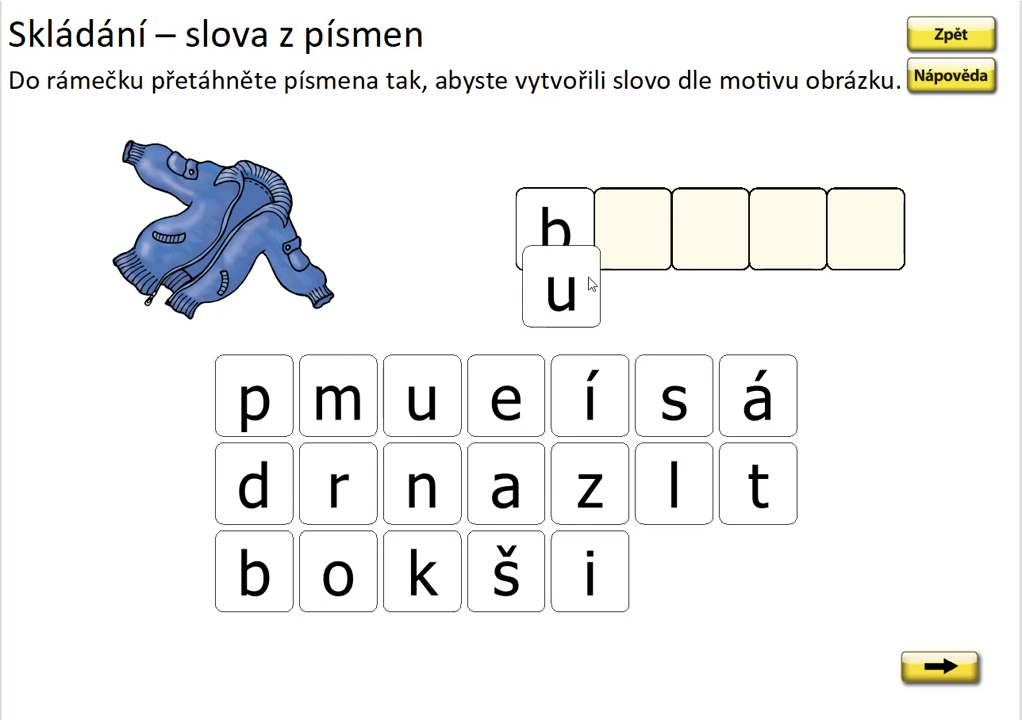 Skládání – slova z písmen
Zpět
Do rámečku přetáhněte písmena tak, abyste vytvořili slovo dle motivu obrázku.
Nápověda
b
u
p m u e í s á
d r n a z l t
b o k š i